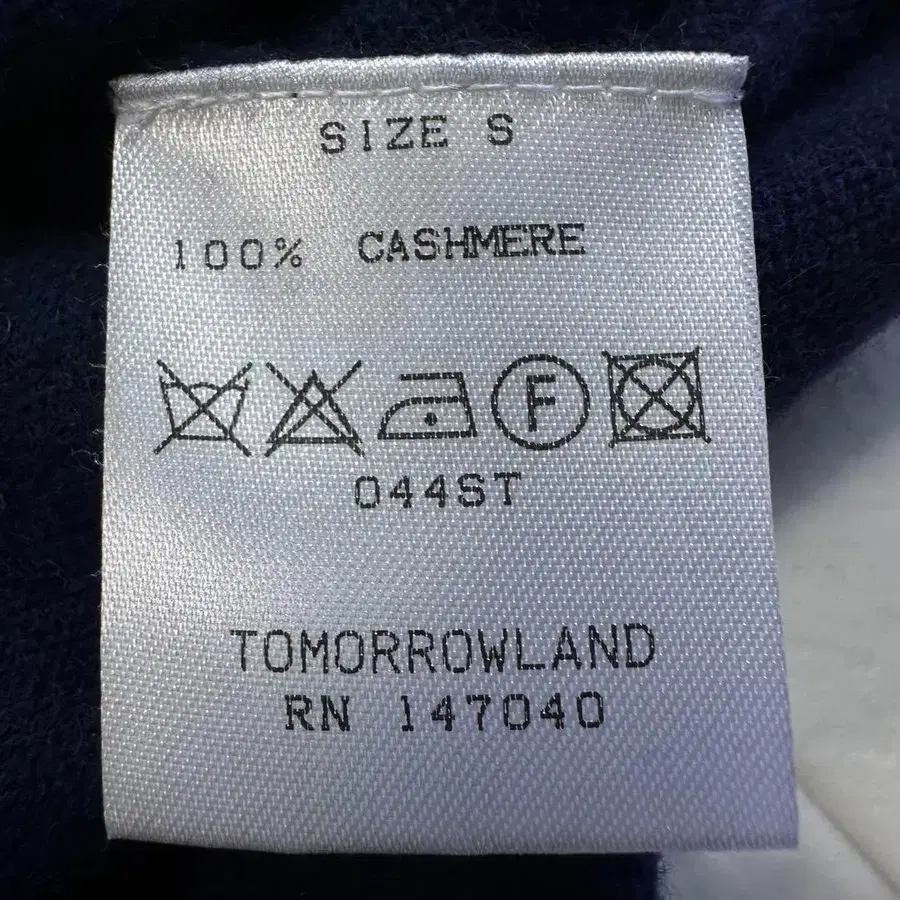 SIZE S
100% CASHMERE
F
044ST
TOMORROWLAND
RN 147040